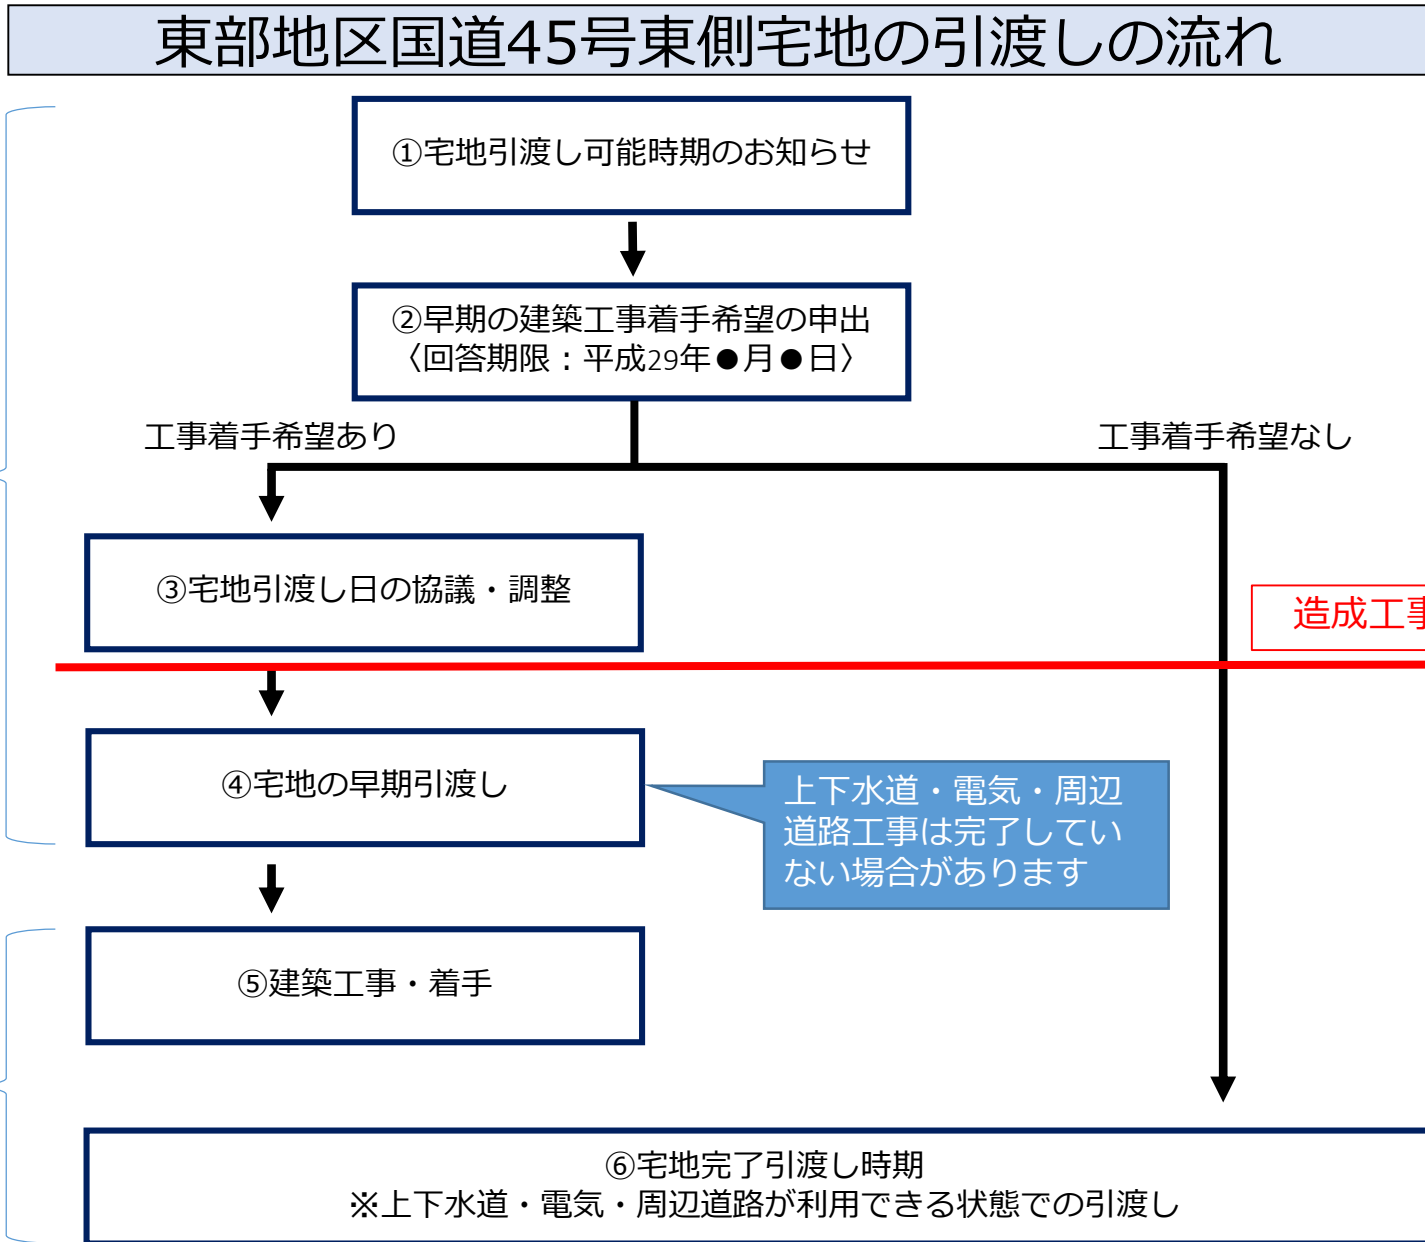 東部地区国道45号東側宅地の引渡しの流れ
①宅地引渡し可能時期のお知らせ
②早期の建築工事着手希望の申出
〈回答期限：平成29年●月●日〉
工事着手希望あり
工事着手希望なし
③宅地引渡し日の協議・調整
造成工事
④宅地の早期引渡し
上下水道・電気・周辺
道路工事は完了してい
ない場合があります
⑤建築工事・着手
⑥宅地完了引渡し時期
※上下水道・電気・周辺道路が利用できる状態での引渡し